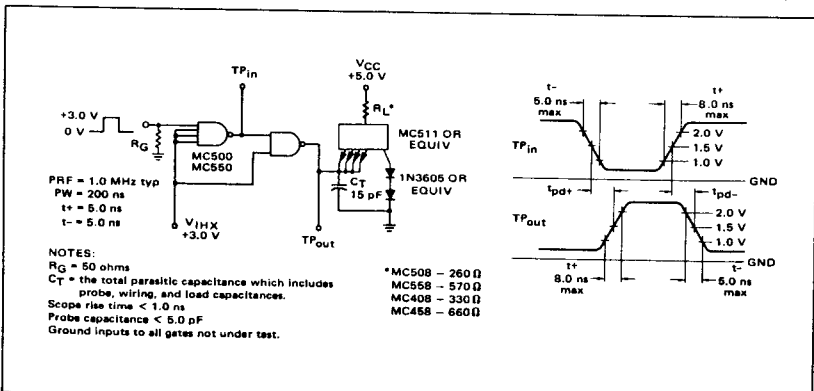 TPin
VCC
+5.0 V
RL*
+3.0 V
0 V
RG
MC500
MC550
MC511 OR
EQUIV
CT
15 pF
1N3605 OR
EQUIV
PRF = 1.0 MHz typ
PW = 200 ns
t+ = 5.0 ns
t– = 5.0 ns
VIHX
+3.0 V
TPout
NOTES:
RG = 50 ohms
CT = the total parasitic capacitance which includes
probe, wiring, and load capacitances.
Scope rise time < 1.0 ns
Probe capacitance < 5.0 pF
Ground inputs to all gates not under test.
*MC508 – 260 Ω
MC558 – 570 Ω
MC408 – 330 Ω
MC458 – 660 Ω
t–
5.0 ns
max
t+
8.0 ns
max
TPin
2.0 V
1.5 V
1.0 V
GND
tpd+
tpd–
TPout
2.0 V
1.5 V
1.0 V
GND
t+
8.0 ns
max
t–
5.0 ns
max